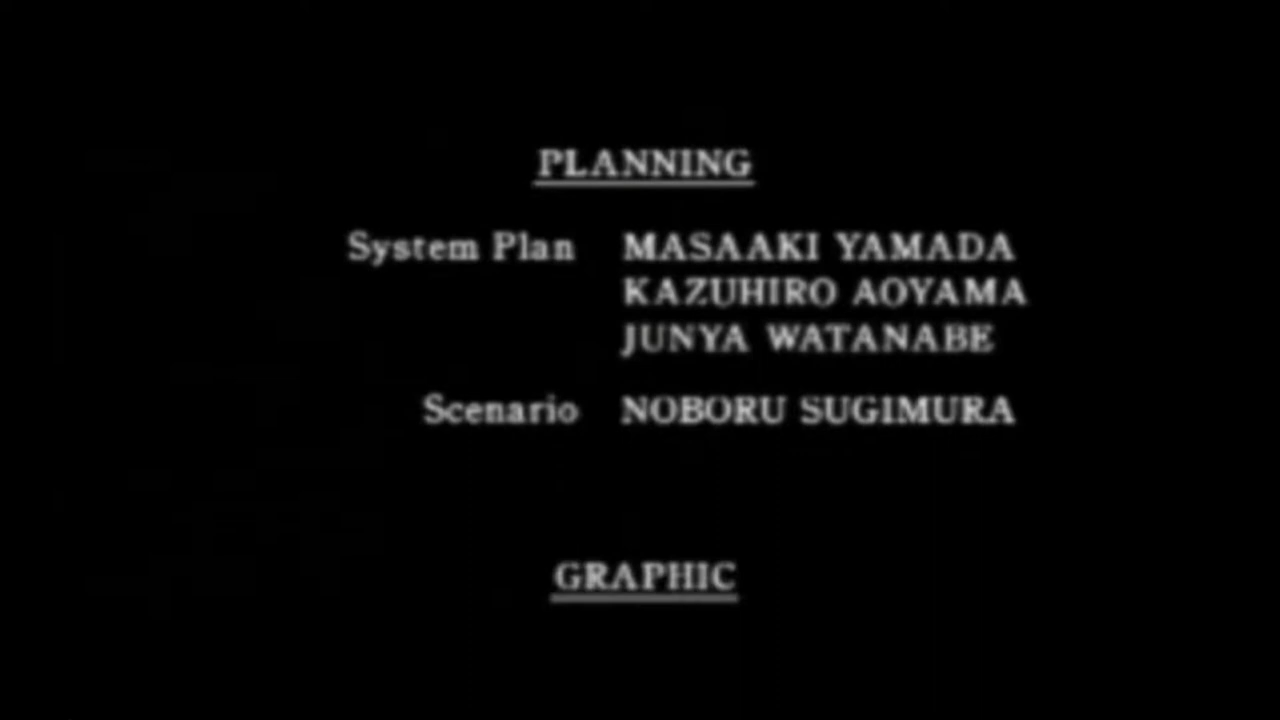 PLANNING
System Plan MASAAKI YAMADA
KAZUHIRO AOYAMA
JUNYA WATANABE
Scenario NOBORU SUGIMURA
GRAPHIC